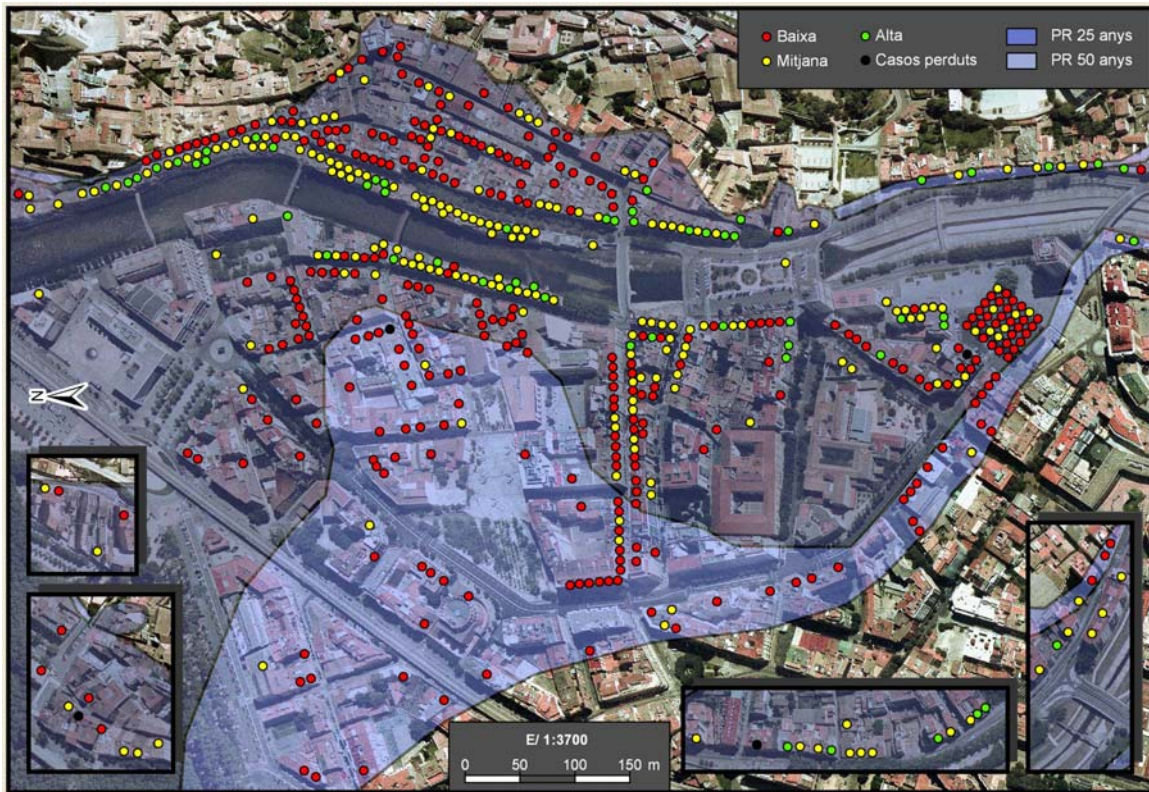 Baixa
Alta
PR 25 anys
Mitjana
Casos perduts
PR 50 anys
N
E/ 1:3700
0 50 100 150 m